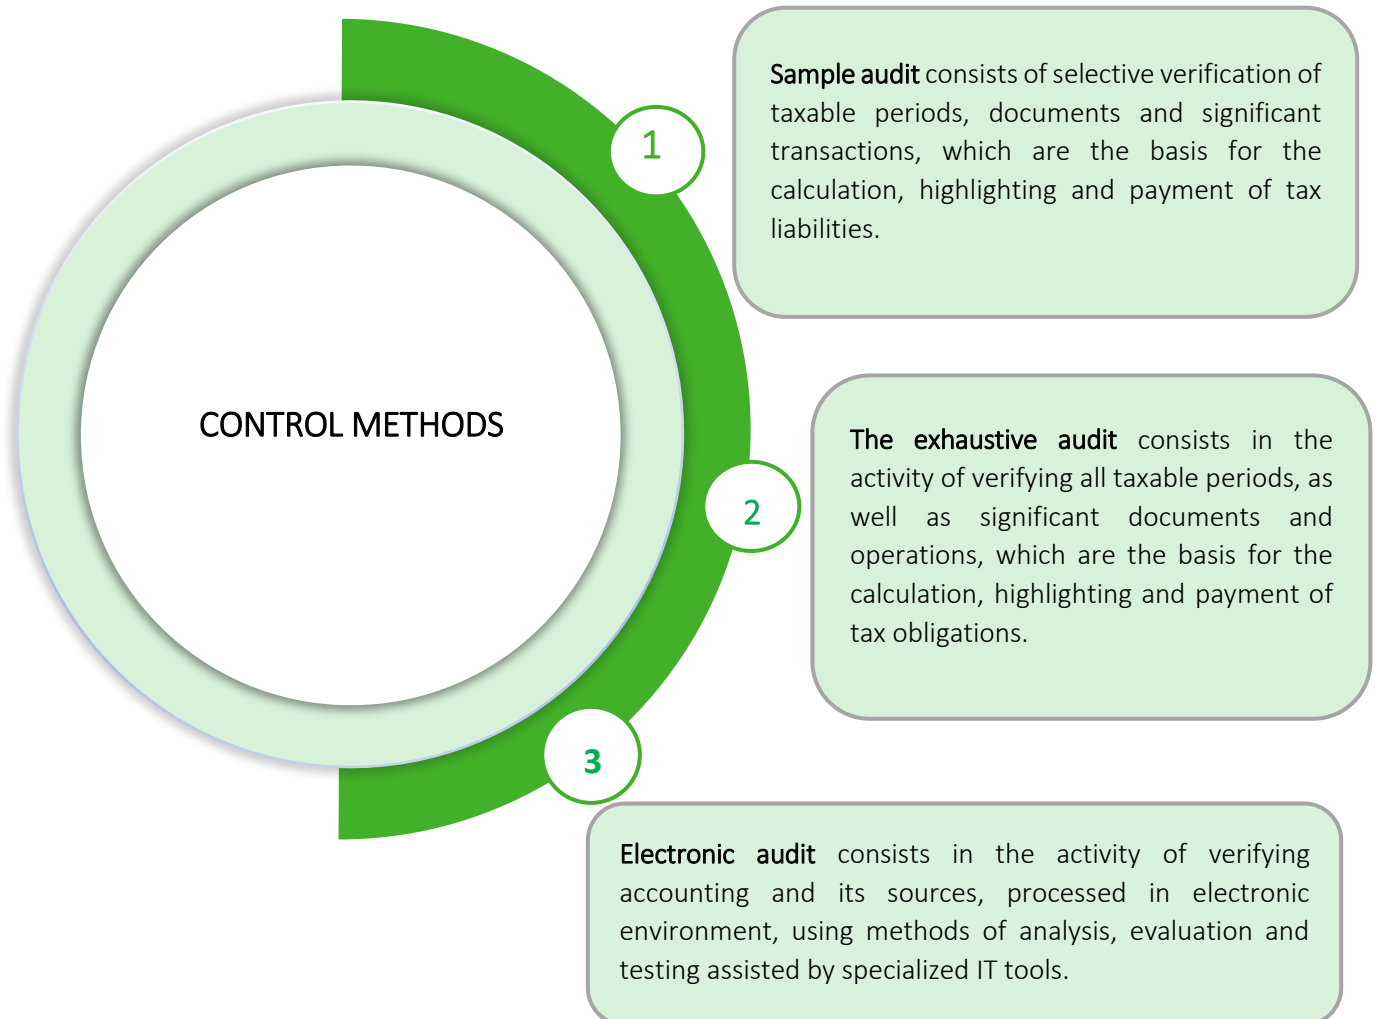 CONTROL METHODS
1
Sample audit consists of selective verification of
taxable periods, documents and significant
transactions, which are the basis for the
calculation, highlighting and payment of tax
liabilities.
2
The exhaustive audit consists in the
activity of verifying all taxable periods, as
well as significant documents and
operations, which are the basis for the
calculation, highlighting and payment of
tax obligations.
3
Electronic audit consists in the activity of verifying
accounting and its sources, processed in electronic
environment, using methods of analysis, evaluation and
testing assisted by specialized IT tools.